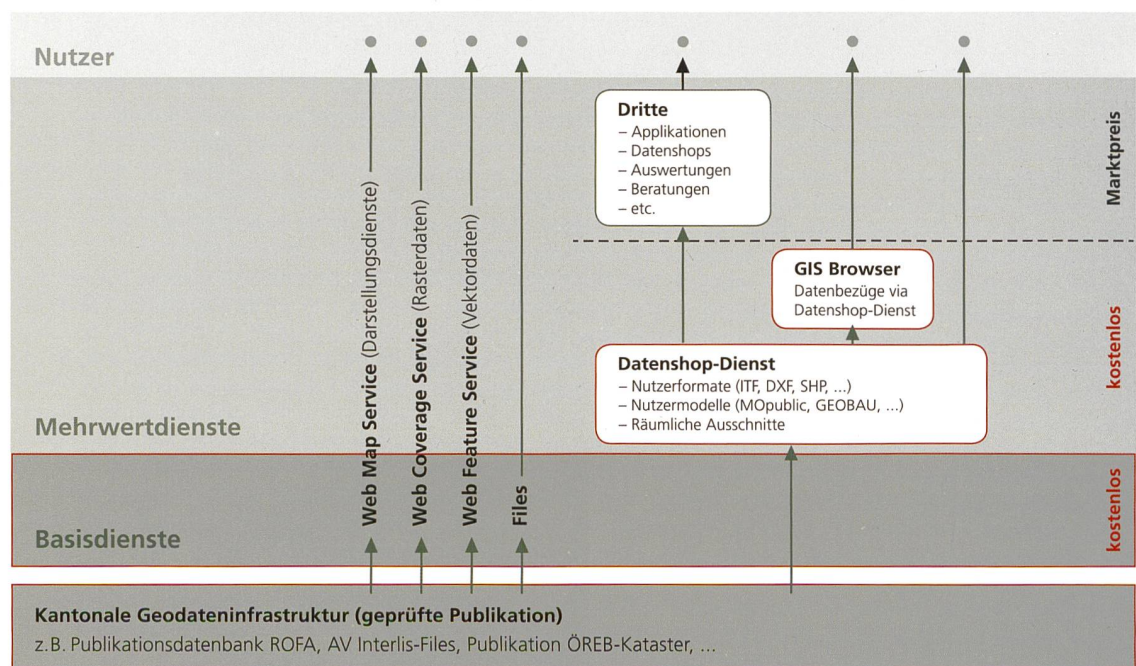 Nutzer
Dritte
– Applikationen
– Datenshops
– Auswertungen
– Beratungen
– etc.
Marktpreis
GIS Browser
Datenbezüge via
Datenshop-Dienst
kostenlos
Datenshop-Dienst
– Nutzerformate (ITF, DXF, SHP, ...)
– Nutzermodelle (MOpublic, GEOBAU, ...)
– Räumliche Ausschnitte
Mehrwertdienste
Web Map Service (Darstellungsdienste)
Web Coverage Service (Rasterdaten)
Web Feature Service (Vektordaten)
Files
Basisdienste
kostenlos
Kantonale Geodateninfrastruktur (geprüfte Publikation)
z.B. Publikationsdatenbank ROFA, AV Interlis-Files, Publikation ÖREB-Kataster, ...